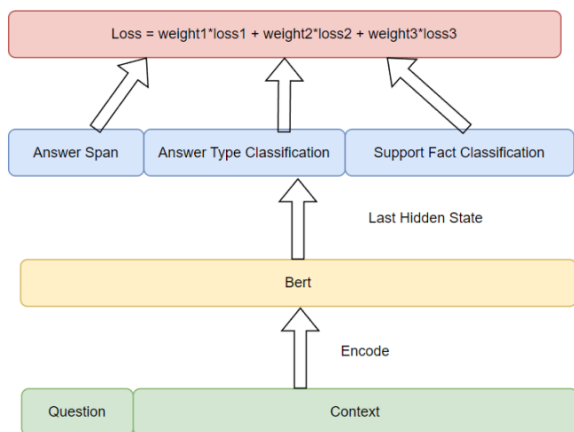 Loss = weight1*loss1 + weight2*loss2 + weight3*loss3
Answer Span
Answer Type Classification
Support Fact Classification
Last Hidden State
Bert
Encode
Question
Context